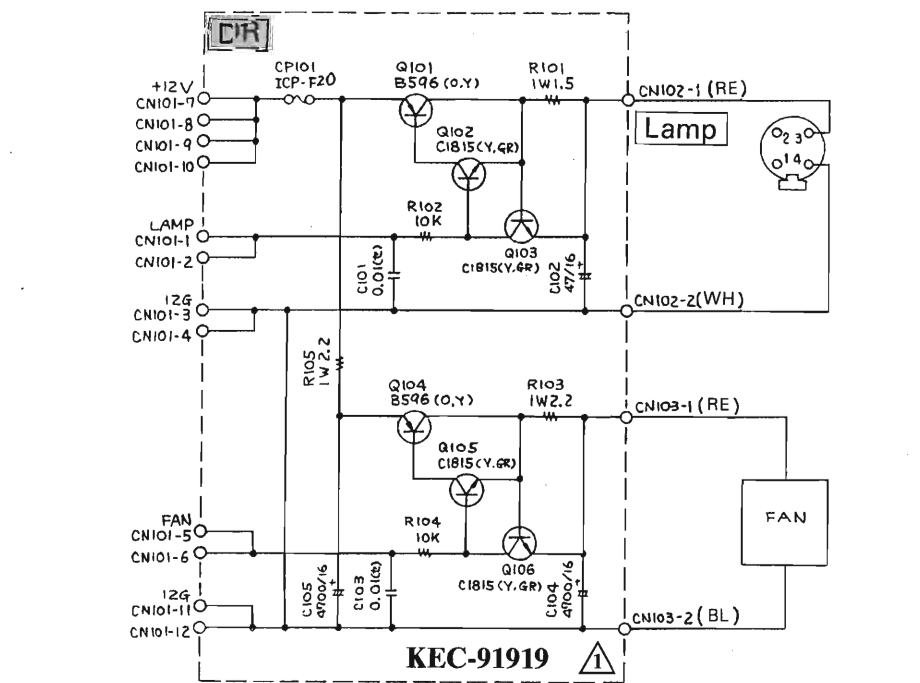 DR
CP101
ICP-F20
Q101
B596 (O,Y)
R101
1W1.5
+12V
CN101-7
CN101-8
CN101-9
CN101-10
CN102-1 (RE)
Lamp
2 3
1 4
Q102
C1815(Y,GR)
R102
10K
LAMP
CN101-1
CN101-2
Q103
C1815(Y,GR)
C101
0.01(t)
C102
47/16
+
12G
CN101-3
CN101-4
CN102-2(WH)
R105
1W2.2
Q104
B596 (O,Y)
R103
1W2.2
CN103-1 (RE)
Q105
C1815(Y,GR)
FAN
FAN
CN101-5
CN101-6
R104
10K
Q106
C1815(Y,GR)
C105
4700/16
+
C103
0.01(t)
C104
4700/16
+
12G
CN101-11
CN101-12
CN103-2 (BL)
KEC-91919
1